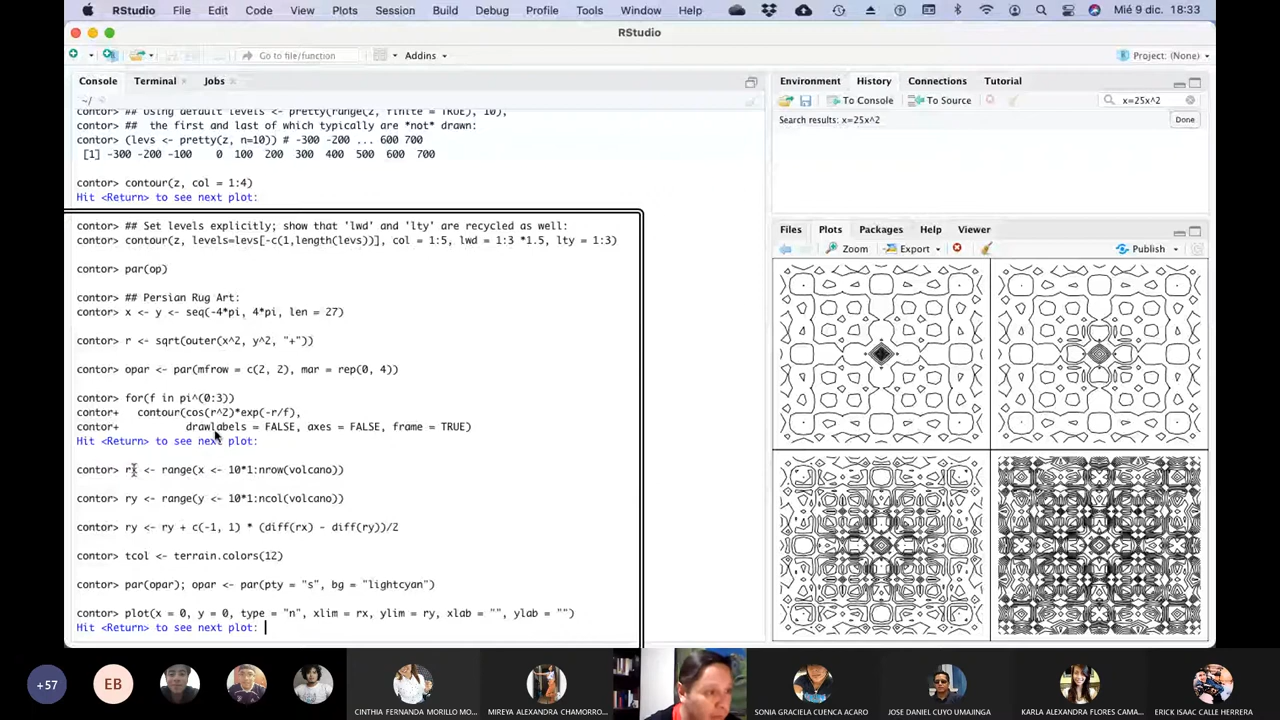 RStudio File Edit Code View Plots Session Build Debug Profile Tools Window Help Mié 9 dic. 18:33
RStudio
Go to file/function Addins Project: (None)
Console Terminal Jobs
~/
contor> ## Using default levels <- pretty(range(z, finite = TRUE), 10),
contor> ##  the first and last of which typically are *not* drawn:
contor> (levs <- pretty(z, n=10)) # -300 -200 ... 600 700
[1] -300 -200 -100 0 100 200 300 400 500 600 700
contor> contour(z, col = 1:4)
Hit <Return> to see next plot:
contor> ## Set levels explicitly; show that 'lwd' and 'lty' are recycled as well:
contor> contour(z, levels=levs[-c(1,length(levs))], col = 1:5, lwd = 1:3 *1.5, lty = 1:3)
contor> par(op)
contor> ## Persian Rug Art:
contor> x <- y <- seq(-4*pi, 4*pi, len = 27)
contor> r <- sqrt(outer(x^2, y^2, "+"))
contor> opar <- par(mfrow = c(2, 2), mar = rep(0, 4))
contor> for(f in pi^(0:3))
contor+   contour(cos(r^2)*exp(-r/f),
contor+           drawlabels = FALSE, axes = FALSE, frame = TRUE)
Hit <Return> to see next plot:
contor> rx <- range(x <- 10*1:nrow(volcano))
contor> ry <- range(y <- 10*1:ncol(volcano))
contor> ry <- ry + c(-1, 1) * (diff(rx) - diff(ry))/2
contor> tcol <- terrain.colors(12)
contor> par(opar); opar <- par(pty = "s", bg = "lightcyan")
contor> plot(x = 0, y = 0, type = "n", xlim = rx, ylim = ry, xlab = "", ylab = "")
Hit <Return> to see next plot:
Environment History Connections Tutorial
To Console To Source x=25x^2
Search results: x=25x^2 Done
Files Plots Packages Help Viewer
Zoom Export Publish
+57
EB
CINTHIA FERNANDA MORILLO MO...
MIREYA ALEXANDRA CHAMORRO...
SONIA GRACIELA CUENCA ACARO
JOSE DANIEL CUYO UMAJINGA
KARLA ALEXANDRA FLORES CAMA...
ERICK ISAAC CALLE HERRERA